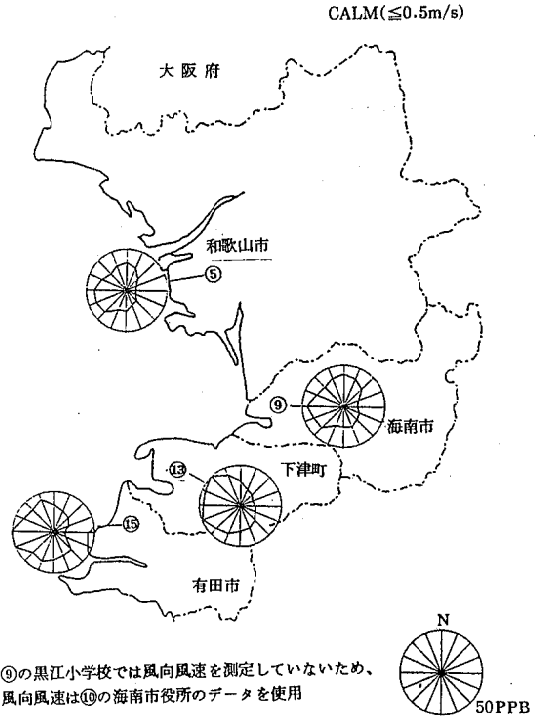 CALM(≦0.5m/s)
大阪府
和歌山市
⑤
⑨
海南市
⑬
下津町
⑮
有田市
N
50PPB
⑨の黒江小学校では風向風速を測定していないため、
風向風速は⑩の海南市役所のデータを使用